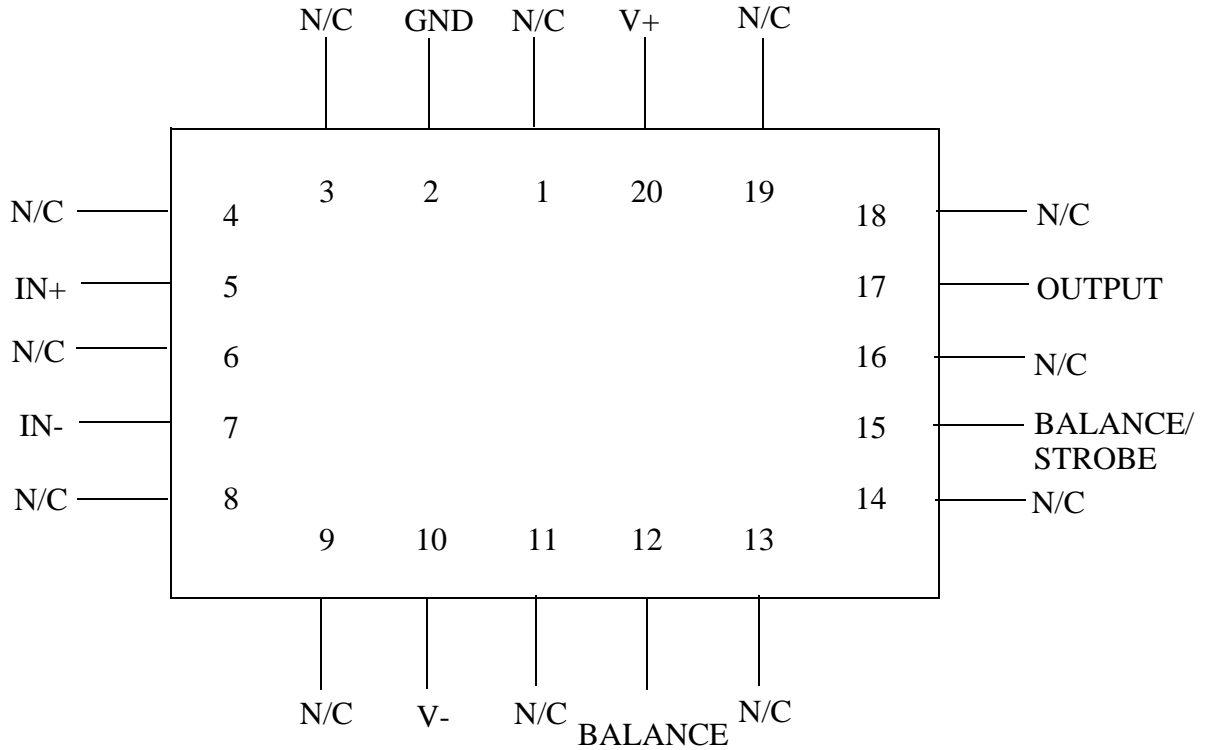 N/C GND N/C V+ N/C
3 2 1 20 19
N/C 4 18 N/C
IN+ 5 17 OUTPUT
N/C 6 16 N/C
IN- 7 15 BALANCE/
STROBE
N/C 8 14 N/C
9 10 11 12 13
N/C V- N/C BALANCE N/C